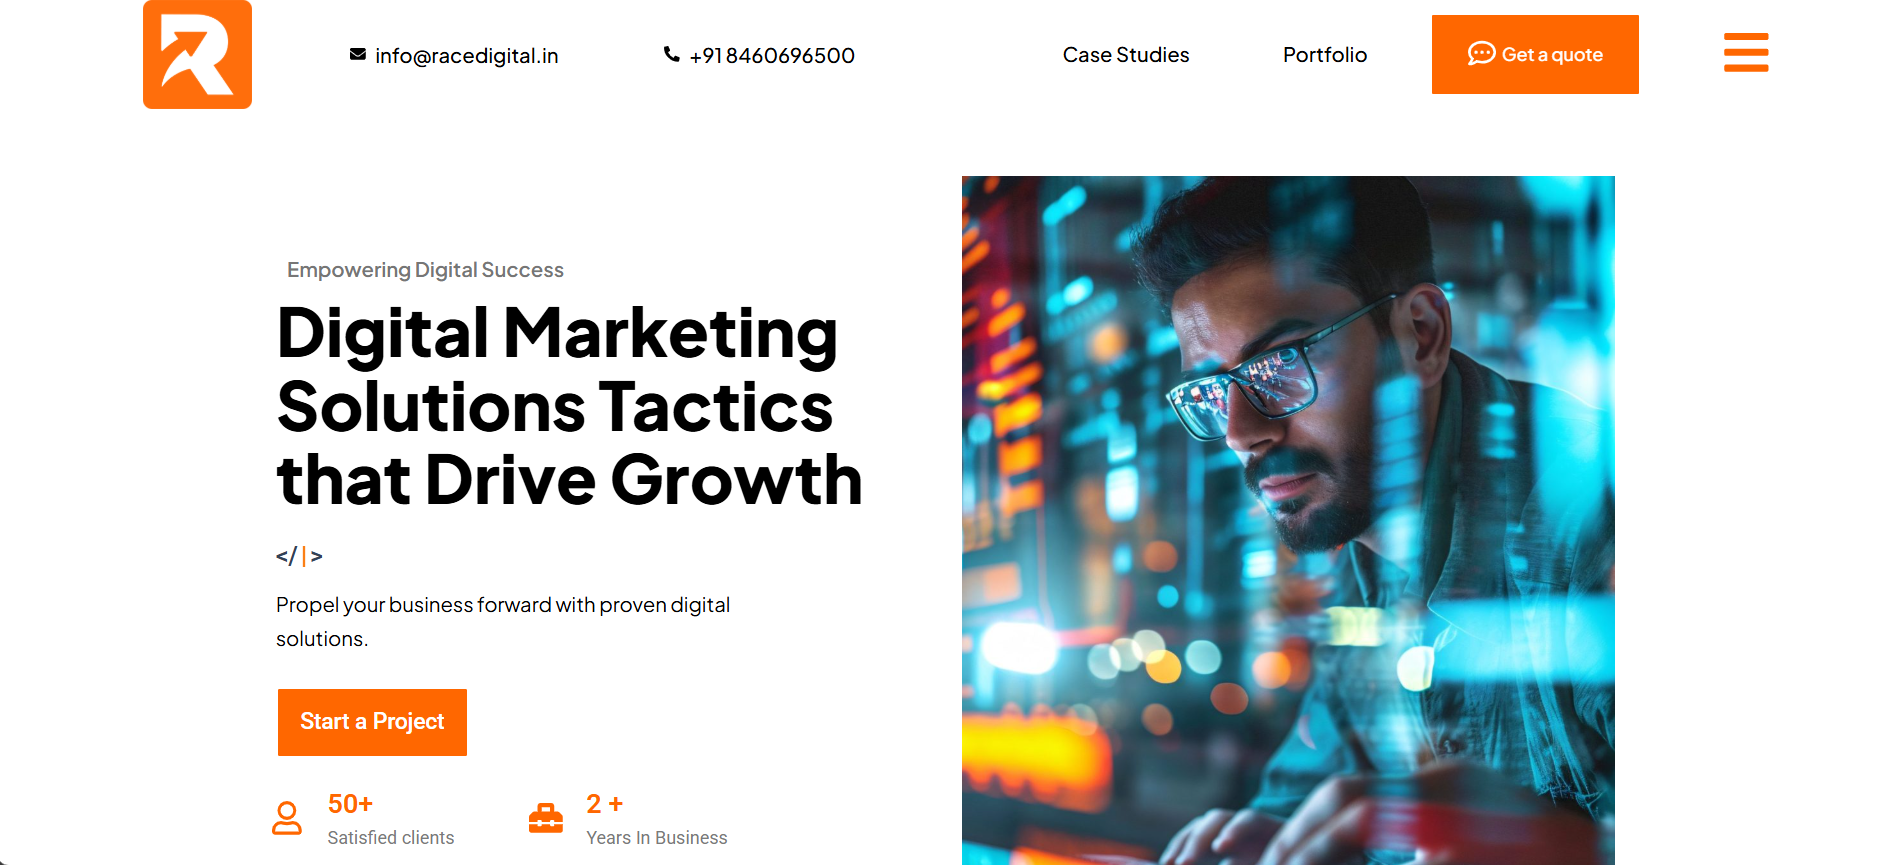 info@racedigital.in
+91 8460696500
Case Studies
Portfolio
Get a quote
Empowering Digital Success
Digital Marketing
Solutions Tactics
that Drive Growth
</|>
Propel your business forward with proven digital
solutions.
Start a Project
50+
Satisfied clients
2 +
Years In Business